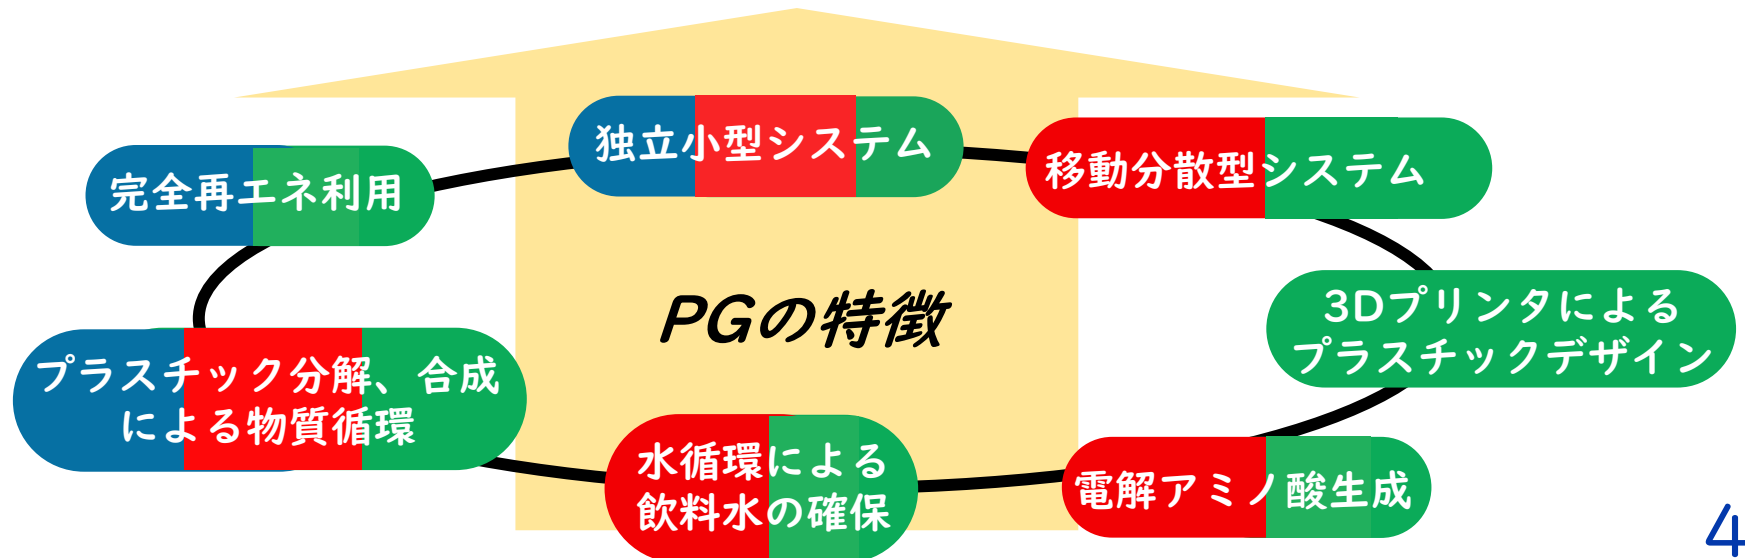 独立小型システム
移動分散型システム
完全再エネ利用
3Dプリンタによる
プラスチックデザイン
PGの特徴
プラスチック分解、合成
による物質循環
水循環による
飲料水の確保
電解アミノ酸生成
4